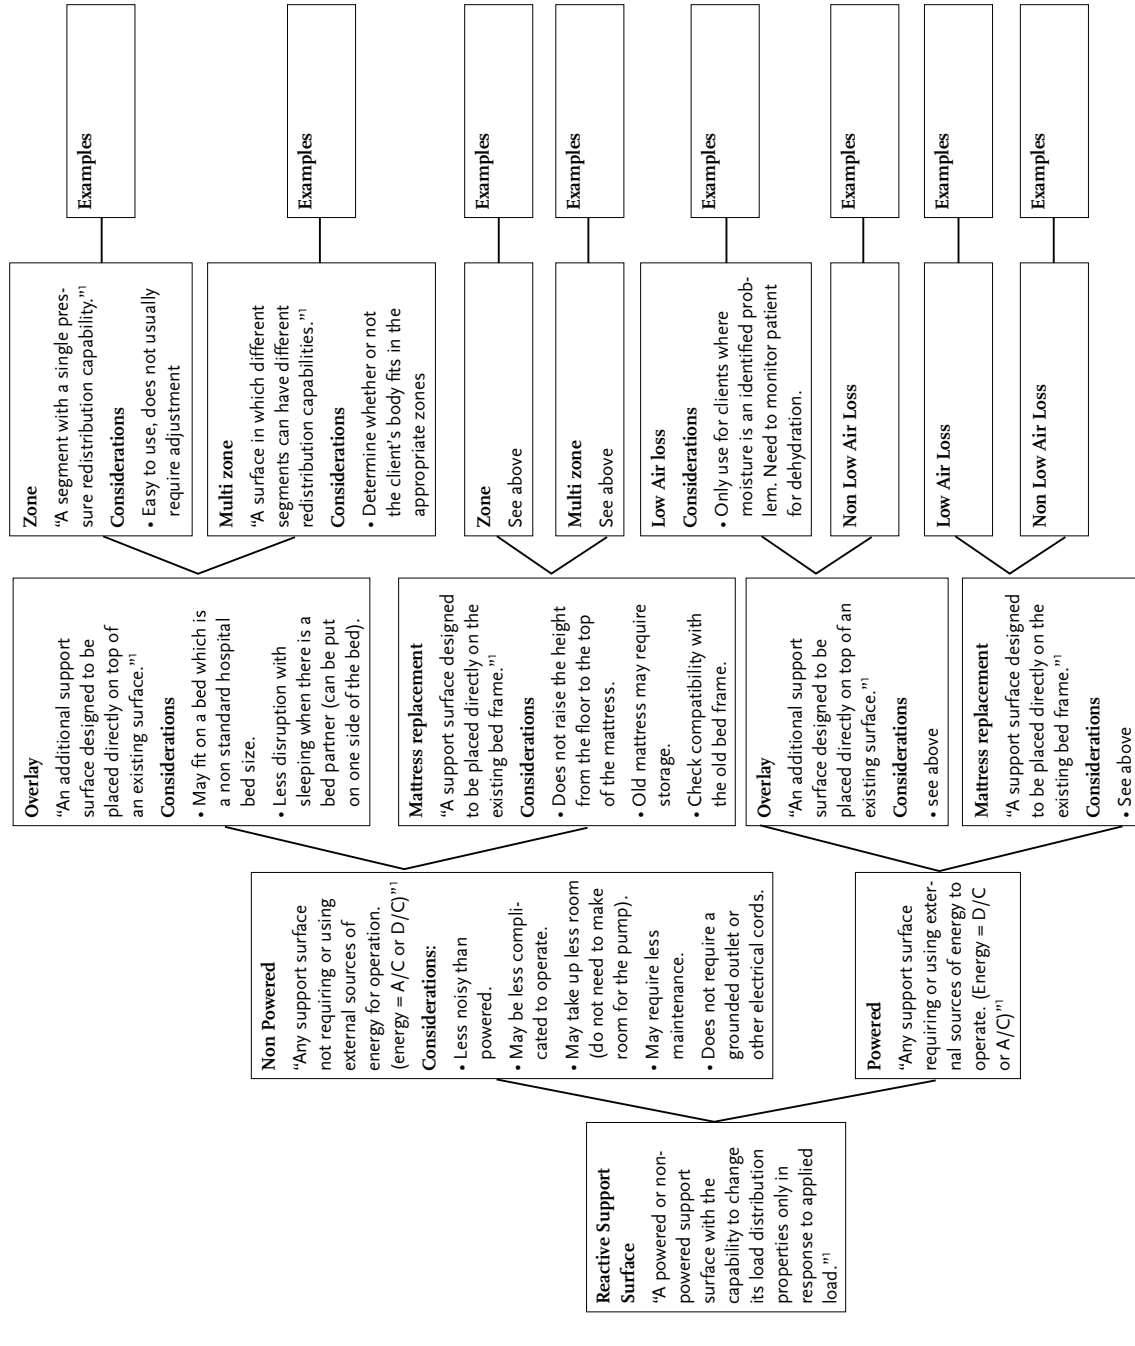 Reactive Support
Surface
“A powered or non-
powered support
surface with the
capability to change
its load distribution
properties only in
response to applied
load.”1
Non Powered
“Any support surface
not requiring or using
external sources of
energy for operation.
(energy = A/C or D/C)”1
Considerations:
• Less noisy than
powered.
• May be less compli-
cated to operate.
• May take up less room
(do not need to make
room for the pump).
• May require less
maintenance.
• Does not require a
grounded outlet or
other electrical cords.
Powered
“Any support surface
requiring or using exter-
nal sources of energy to
operate. (Energy = D/C
or A/C)”1
Overlay
“An additional support
surface designed to be
placed directly on top of
an existing surface.”1
Considerations
• May fit on a bed which is
a non standard hospital
bed size.
• Less disruption with
sleeping when there is a
bed partner (can be put
on one side of the bed).
Mattress replacement
“A support surface designed
to be placed directly on the
existing bed frame.”1
Considerations
• Does not raise the height
from the floor to the top
of the mattress.
• Old mattress may require
storage.
• Check compatibility with
the old bed frame.
Overlay
“An additional support
surface designed to be
placed directly on top of an
existing surface.”1
Considerations
• see above
Mattress replacement
“A support surface designed
to be placed directly on the
existing bed frame.”1
Considerations
• See above
Zone
“A segment with a single pres-
sure redistribution capability.”1
Considerations
• Easy to use, does not usually
require adjustment
Multi zone
“A surface in which different
segments can have different
redistribution capabilities.”1
Considerations
• Determine whether or not
the client’s body fits in the
appropriate zones
Zone
See above
Multi zone
See above
Low Air loss
Considerations
• Only use for clients where
moisture is an identified prob-
lem. Need to monitor patient
for dehydration.
Non Low Air Loss
Low Air Loss
Non Low Air Loss
Examples
Examples
Examples
Examples
Examples
Examples
Examples
Examples